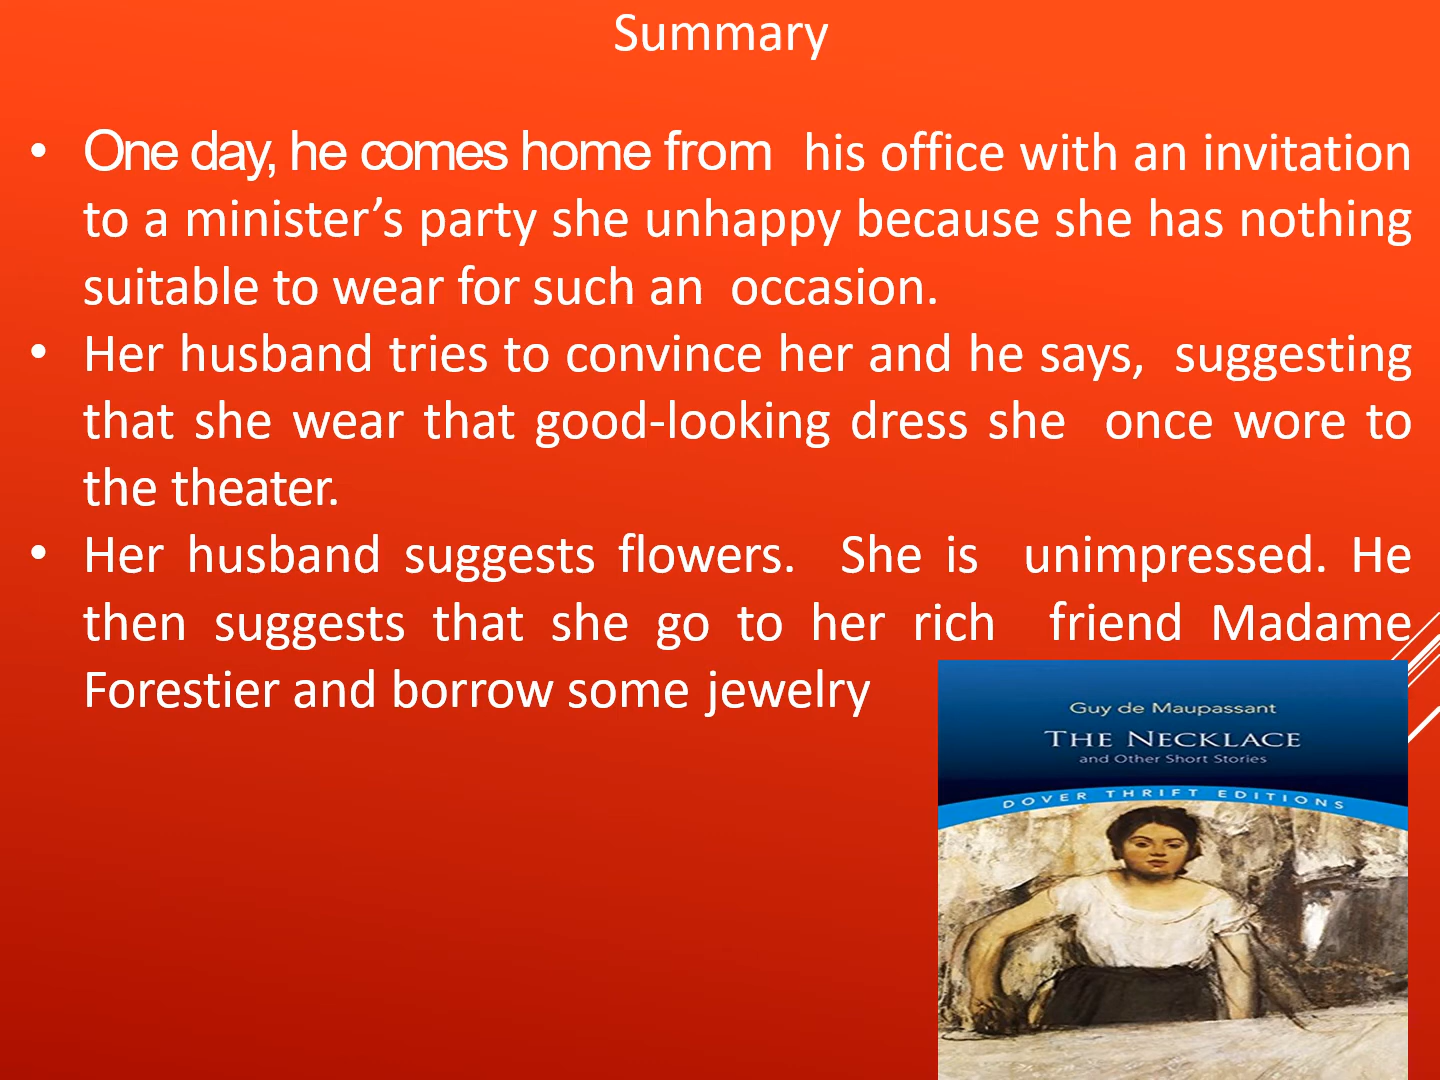 Summary
• One day, he comes home from his office with an invitation
to a minister’s party she unhappy because she has nothing
suitable to wear for such an occasion.
• Her husband tries to convince her and he says, suggesting
that she wear that good-looking dress she once wore to
the theater.
• Her husband suggests flowers. She is unimpressed. He
then suggests that she go to her rich friend Madame
Forestier and borrow some jewelry
Guy de Maupassant
THE NECKLACE
and Other Short Stories
DOVER THRIFT EDITIONS